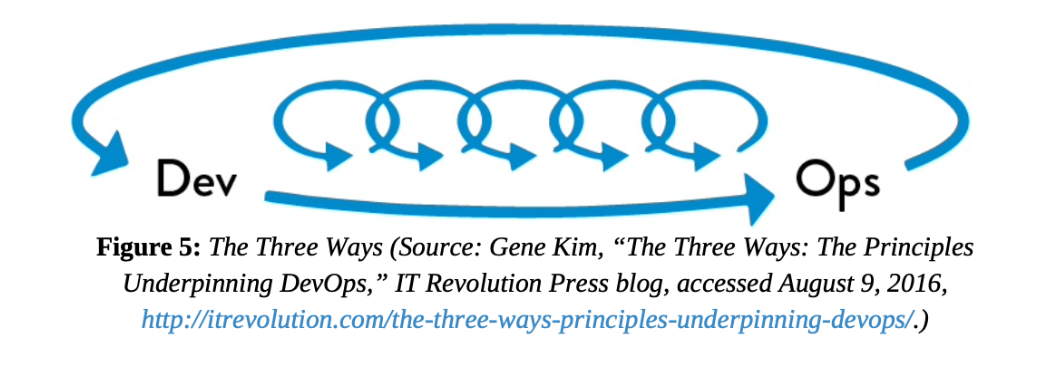 Dev
Ops
Figure 5: The Three Ways (Source: Gene Kim, “The Three Ways: The Principles
Underpinning DevOps,” IT Revolution Press blog, accessed August 9, 2016,
http://itrevolution.com/the-three-ways-principles-underpinning-devops/.)